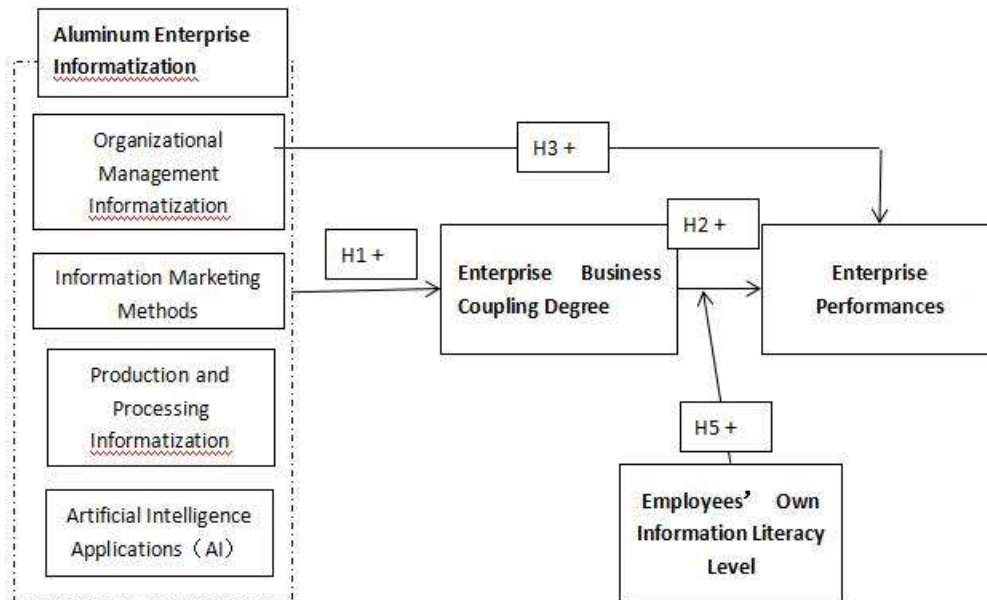 Aluminum Enterprise
Informatization
Organizational
Management
Informatization
H3 +
Information Marketing
Methods
H1 +
Enterprise Business
Coupling Degree
H2 +
Enterprise
Performances
Production and
Processing
Informatization
H5 +
Artificial Intelligence
Applications（AI）
Employees’ Own
Information Literacy
Level